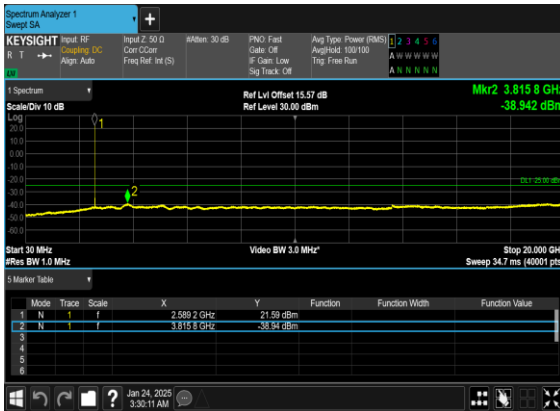 Spectrum Analyzer 1
Swept SA
+
KEYSIGHT
R T
Input: RF
Coupling: DC
Align: Auto
Input Z: 50 Ω
Corr CCorr
Freq Ref: Int (S)
#Atten: 30 dB
PNO: Fast
Gate: Off
IF Gain: Low
Sig Track: Off
Avg Type: Power (RMS)
Avg|Hold: 100/100
Trig: Free Run
1 2 3 4 5 6
A W W W W W
A N N N N N
1 Spectrum
Scale/Div 10 dB
Ref Lvl Offset 15.57 dB
Ref Level 30.00 dBm
Mkr2 3.815 8 GHz
-38.942 dBm
Log
20.0
10.0
0.00
-10.0
-20.0
-30.0
-40.0
-50.0
-60.0
1
2
DL1 -25.00 dBm
Start 30 MHz
#Res BW 1.0 MHz
Video BW 3.0 MHz*
Stop 20.000 GHz
Sweep 34.7 ms (40001 pts)
5 Marker Table
Mode Trace Scale X Y Function Function Width Function Value
1 N 1 f 2.589 2 GHz 21.59 dBm
2 N 1 f 3.815 8 GHz -38.94 dBm
3
4
5
6
?
Jan 24, 2025
3:30:11 AM